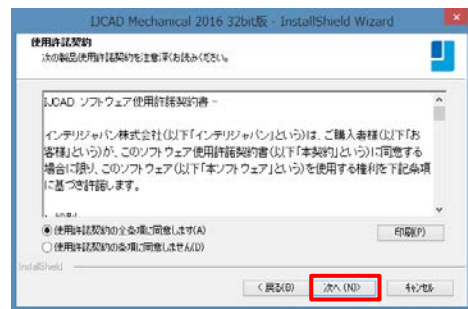 IJCAD Mechanical 2016 32bit版 - InstallShield Wizard
使用許諾契約
次の製品使用許諾契約を注意深くお読みください。
IJCAD ソフトウェア使用許諾契約書 -
インテリジャパン株式会社(以下「インテリジャパン」という)は、ご購入者様(以下「お
客様」という)が、このソフトウェア使用許諾契約書(以下「本契約」という)に同意する
場合に限り、このソフトウェア(以下「本ソフトウェア」という)を使用する権利を下記条項
に基づき許諾します。
使用許諾契約の全条項に同意します(A)
印刷(P)
使用許諾契約の条項に同意しません(D)
InstallShield
< 戻る(B)
次へ (N)>
キャンセル